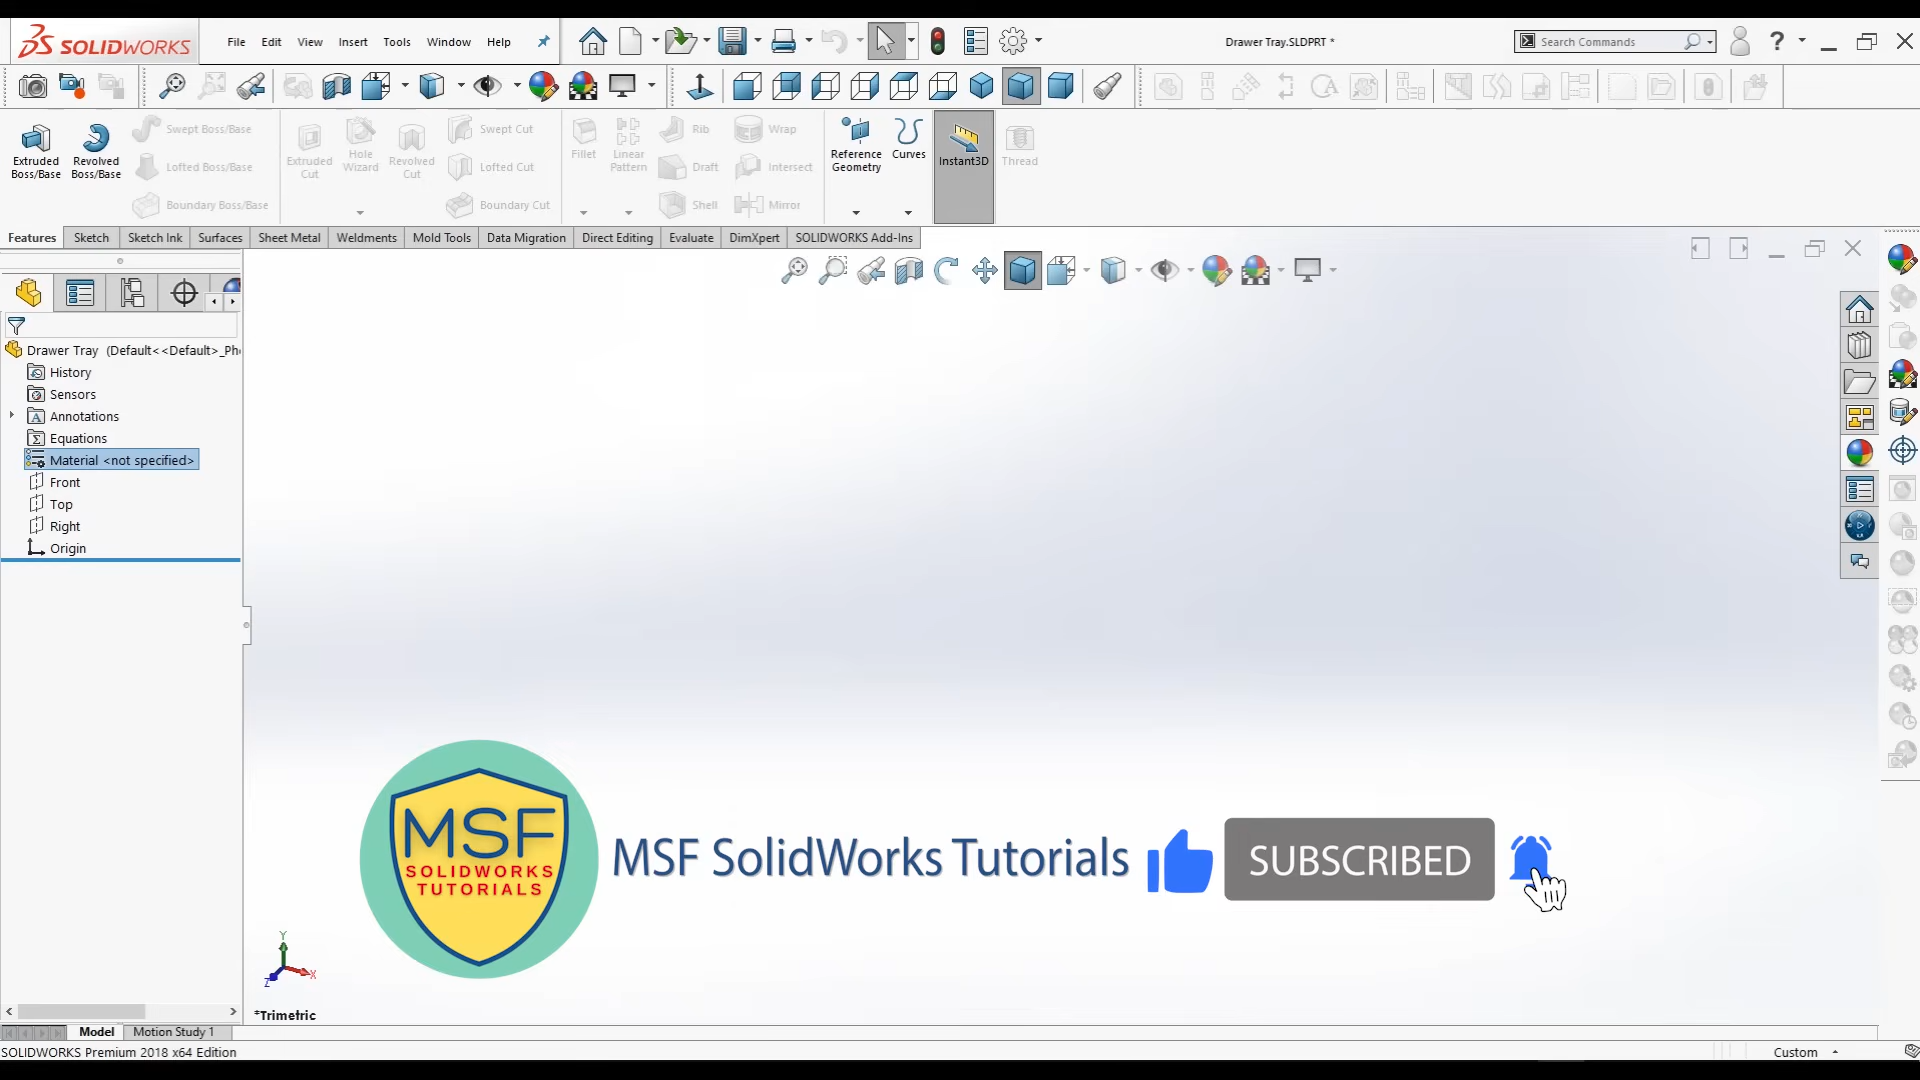 SOLIDWORKS
File Edit View Insert Tools Window Help
Drawer Tray.SLDPRT *
Search Commands
?
Extruded Boss/Base
Revolved Boss/Base
Swept Boss/Base
Lofted Boss/Base
Boundary Boss/Base
Extruded Cut
Hole Wizard
Revolved Cut
Swept Cut
Lofted Cut
Boundary Cut
Fillet
Linear Pattern
Rib
Draft
Shell
Wrap
Intersect
Mirror
Reference Geometry
Curves
Instant3D
Thread
Features Sketch Sketch Ink Surfaces Sheet Metal Weldments Mold Tools Data Migration Direct Editing Evaluate DimXpert SOLIDWORKS Add-Ins
Drawer Tray (Default<<Default>_Ph
History
Sensors
Annotations
Equations
Material <not specified>
Front
Top
Right
Origin
MSF
SOLIDWORKS
TUTORIALS
MSF SolidWorks Tutorials
SUBSCRIBED
Y
X
Z
*Trimetric
Model Motion Study 1
SOLIDWORKS Premium 2018 x64 Edition
Custom